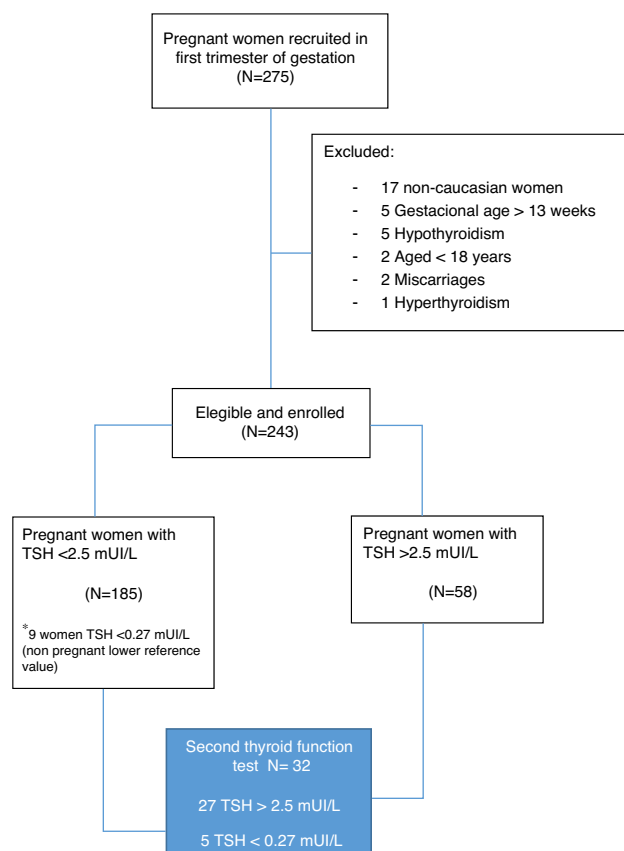 Pregnant women recruited in
first trimester of gestation
(N=275)
Excluded:
- 17 non-caucasian women
- 5 Gestacional age > 13 weeks
- 5 Hypothyroidism
- 2 Aged < 18 years
- 2 Miscarriages
- 1 Hyperthyroidism
Elegible and enrolled
(N=243)
Pregnant women with
TSH <2.5 mUI/L
(N=185)
*9 women TSH <0.27 mUI/L
(non pregnant lower reference
value)
Pregnant women with
TSH >2.5 mUI/L
(N=58)
Second thyroid function
test N= 32
27 TSH > 2.5 mUI/L
5 TSH < 0.27 mUI/L